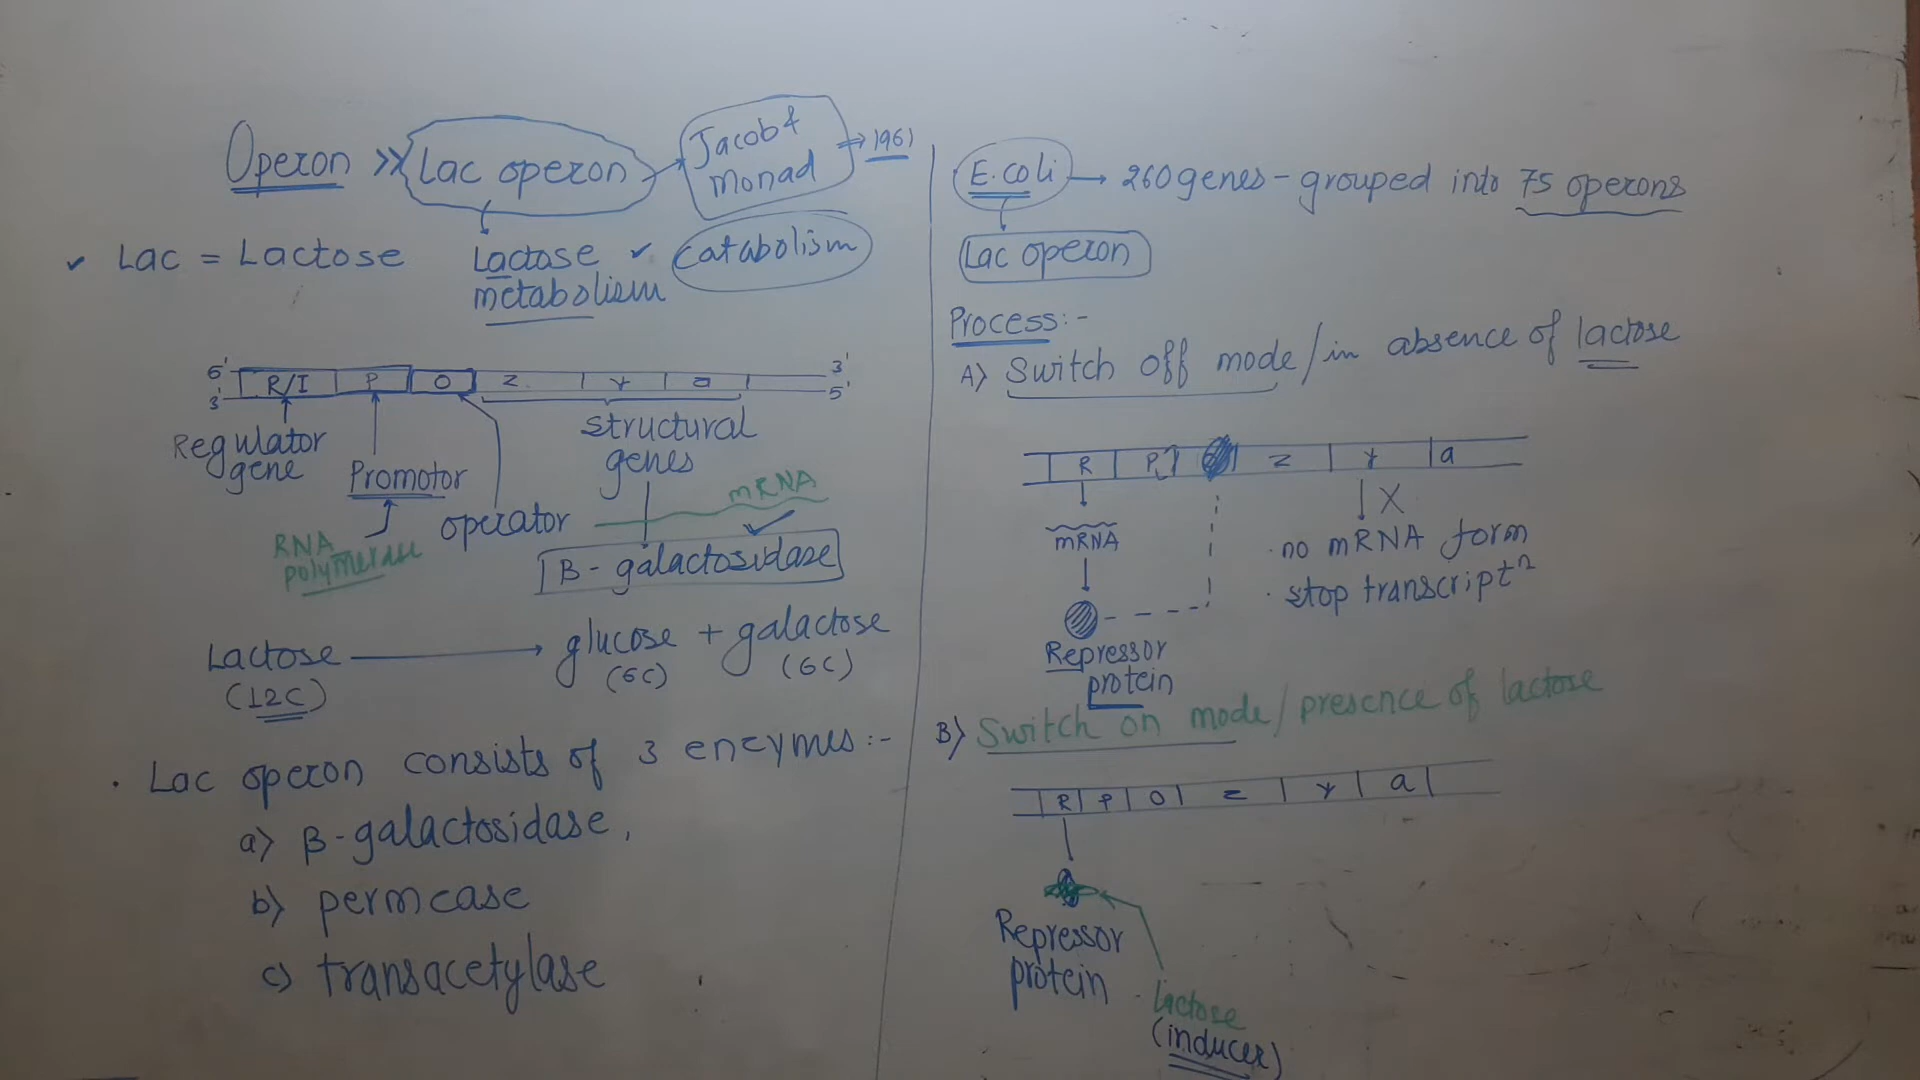 Operon >> Lac operon → Jacob & monad ⇒ 1961
✓ Lac = Lactose
Lactose metabolism ✓ catabolism
5' R/I P O z y a 3'
3' 5'
Regulator gene
Promotor
operator
structural genes
RNA polymerase
mRNA ✓
β-galactosidase
Lactose → glucose + galactose
(12C) (6C) (6C)
· Lac operon consists of 3 enzymes:-
a) β-galactosidase,
b) permease
c) transacetylase
E.coli → 260 genes - grouped into 75 operons
Lac operon
Process:-
A) Switch off mode/in absence of lactose
R P z y a
X
mRNA
· no mRNA form
· stop transcriptⁿ
Repressor
protein
B) Switch on mode/presence of lactose
R P O z y a
Repressor
protein
lactose
(inducer)